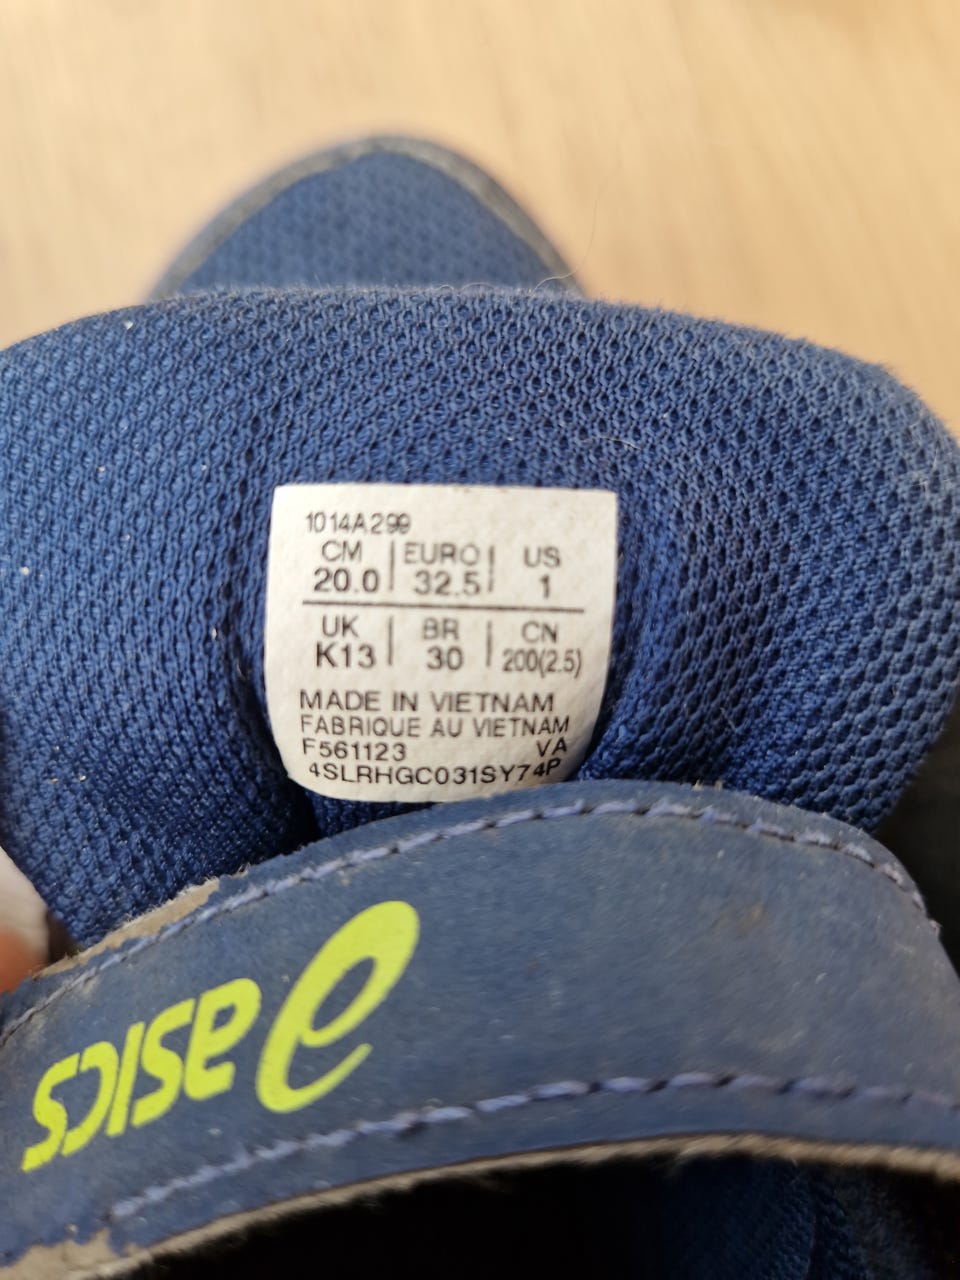 1014A299
CM | EURO | US
20.0 | 32.5 | 1
UK | BR | CN
K13 | 30 | 200(2.5)
MADE IN VIETNAM
FABRIQUE AU VIETNAM
F561123 VA
4SLRHGC031SY74P
asics